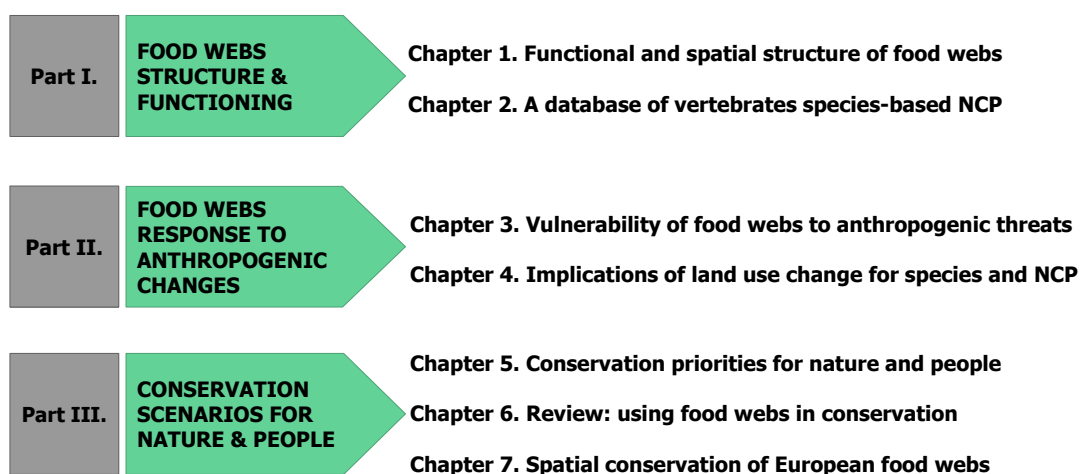 Part I.
FOOD WEBS
STRUCTURE &
FUNCTIONING
Chapter 1. Functional and spatial structure of food webs
Chapter 2. A database of vertebrates species-based NCP
Part II.
FOOD WEBS
RESPONSE TO
ANTHROPOGENIC
CHANGES
Chapter 3. Vulnerability of food webs to anthropogenic threats
Chapter 4. Implications of land use change for species and NCP
Part III.
CONSERVATION
SCENARIOS FOR
NATURE & PEOPLE
Chapter 5. Conservation priorities for nature and people
Chapter 6. Review: using food webs in conservation
Chapter 7. Spatial conservation of European food webs